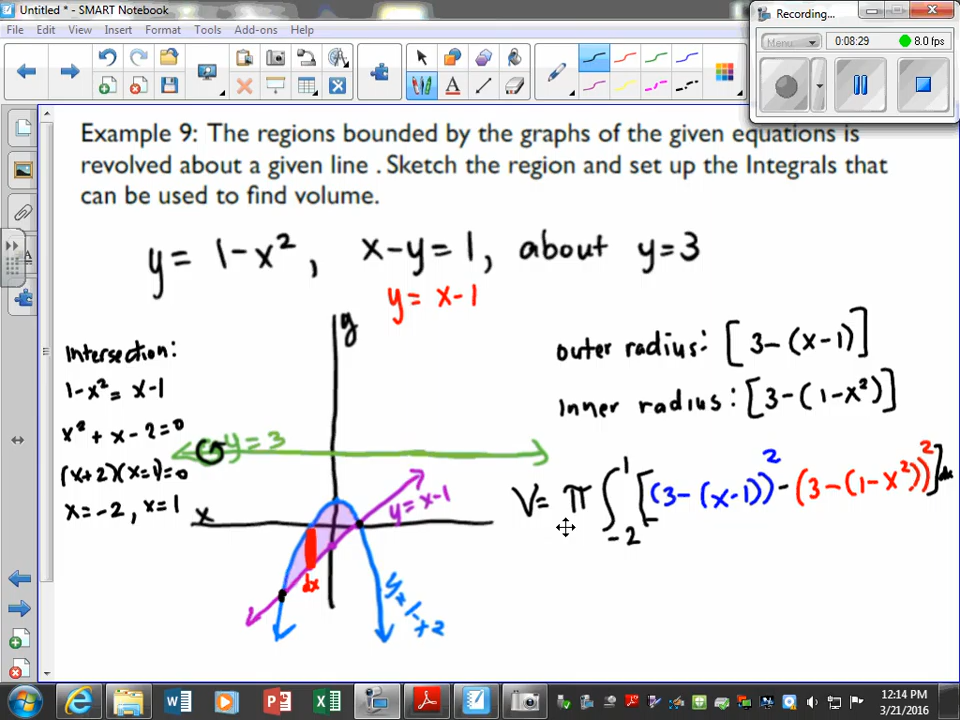 Untitled * - SMART Notebook
File Edit View Insert Format Tools Add-ons Help
Recording...
Menu
0:08:29
8.0 fps
Example 9: The regions bounded by the graphs of the given equations is
revolved about a given line . Sketch the region and set up the Integrals that
can be used to find volume.
y = 1-x², x-y=1, about y=3
y = x-1
y
Intersection:
1-x² = x-1
x²+x-2=0
(x+2)(x-1)=0
x=-2, x=1
outer radius: [3-(x-1)]
Inner radius: [3-(1-x²)]
y=3
x
y=x-1
dx
V= π ∫₋₂¹ [(3-(x-1))² - (3-(1-x²))²] dx
12:14 PM
3/21/2016